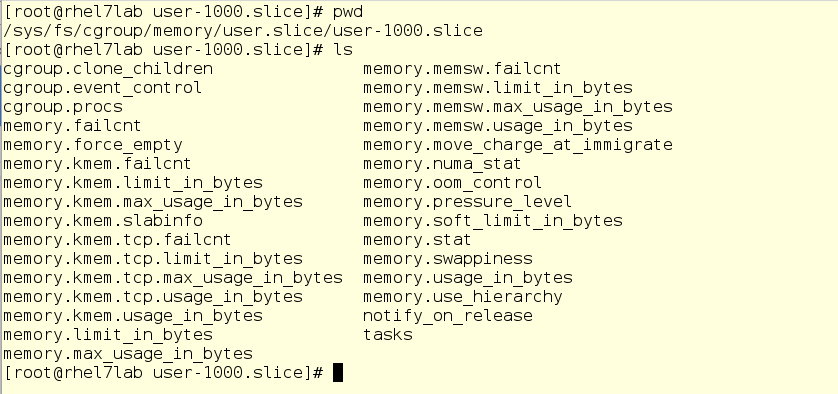 [root@rhel7lab user-1000.slice]# pwd
/sys/fs/cgroup/memory/user.slice/user-1000.slice
[root@rhel7lab user-1000.slice]# ls
cgroup.clone_children               memory.memsw.failcnt
cgroup.event_control                memory.memsw.limit_in_bytes
cgroup.procs                        memory.memsw.max_usage_in_bytes
memory.failcnt                      memory.memsw.usage_in_bytes
memory.force_empty                  memory.move_charge_at_immigrate
memory.kmem.failcnt                 memory.numa_stat
memory.kmem.limit_in_bytes          memory.oom_control
memory.kmem.max_usage_in_bytes      memory.pressure_level
memory.kmem.slabinfo                memory.soft_limit_in_bytes
memory.kmem.tcp.failcnt             memory.stat
memory.kmem.tcp.limit_in_bytes      memory.swappiness
memory.kmem.tcp.max_usage_in_bytes  memory.usage_in_bytes
memory.kmem.tcp.usage_in_bytes      memory.use_hierarchy
memory.kmem.usage_in_bytes          notify_on_release
memory.limit_in_bytes               tasks
memory.max_usage_in_bytes
[root@rhel7lab user-1000.slice]#